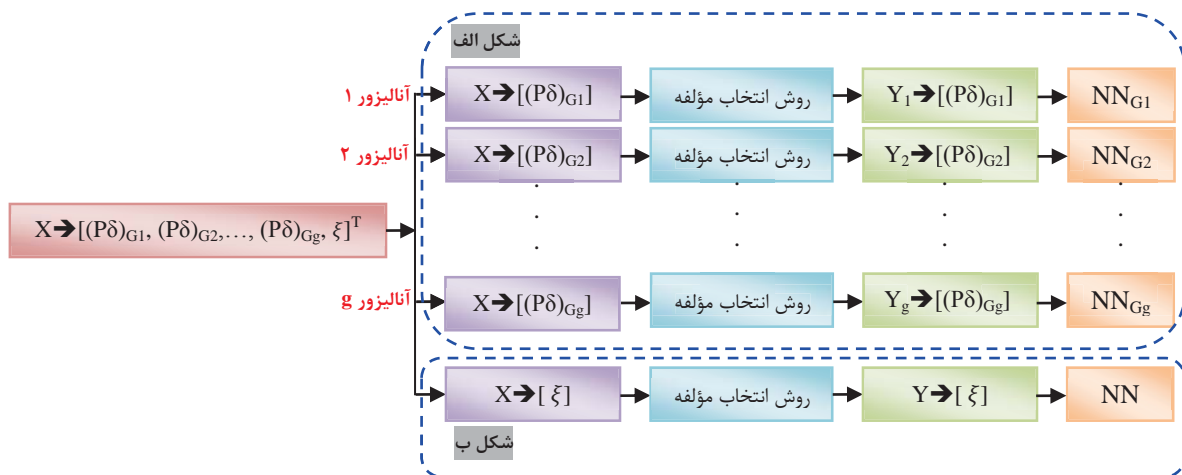 شکل الف
آنالیزور ۱
X➔[(Pδ)G1]
روش انتخاب مؤلفه
Y1➔[(Pδ)G1]
NNG1
آنالیزور ۲
X➔[(Pδ)G2]
روش انتخاب مؤلفه
Y2➔[(Pδ)G2]
NNG2
X➔[(Pδ)G1, (Pδ)G2,…, (Pδ)Gg, ξ]T
آنالیزور g
X➔[(Pδ)Gg]
روش انتخاب مؤلفه
Yg➔[(Pδ)Gg]
NNGg
X➔[ ξ]
روش انتخاب مؤلفه
Y➔[ ξ]
NN
شکل ب